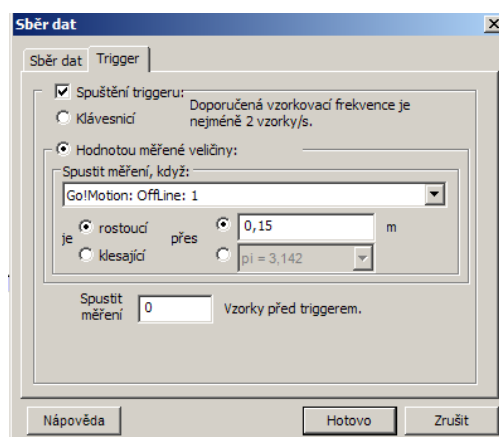 Sběr dat
Sběr dat Trigger
Spuštění triggeru:
Klávesnicí
Doporučená vzorkovací frekvence je
nejméně 2 vzorky/s.
Hodnotou měřené veličiny:
Spustit měření, když:
Go!Motion: OffLine: 1
je
rostoucí
klesající
přes
0,15
m
pi = 3,142
Spustit
měření
0
Vzorky před triggerem.
Nápověda Hotovo Zrušit